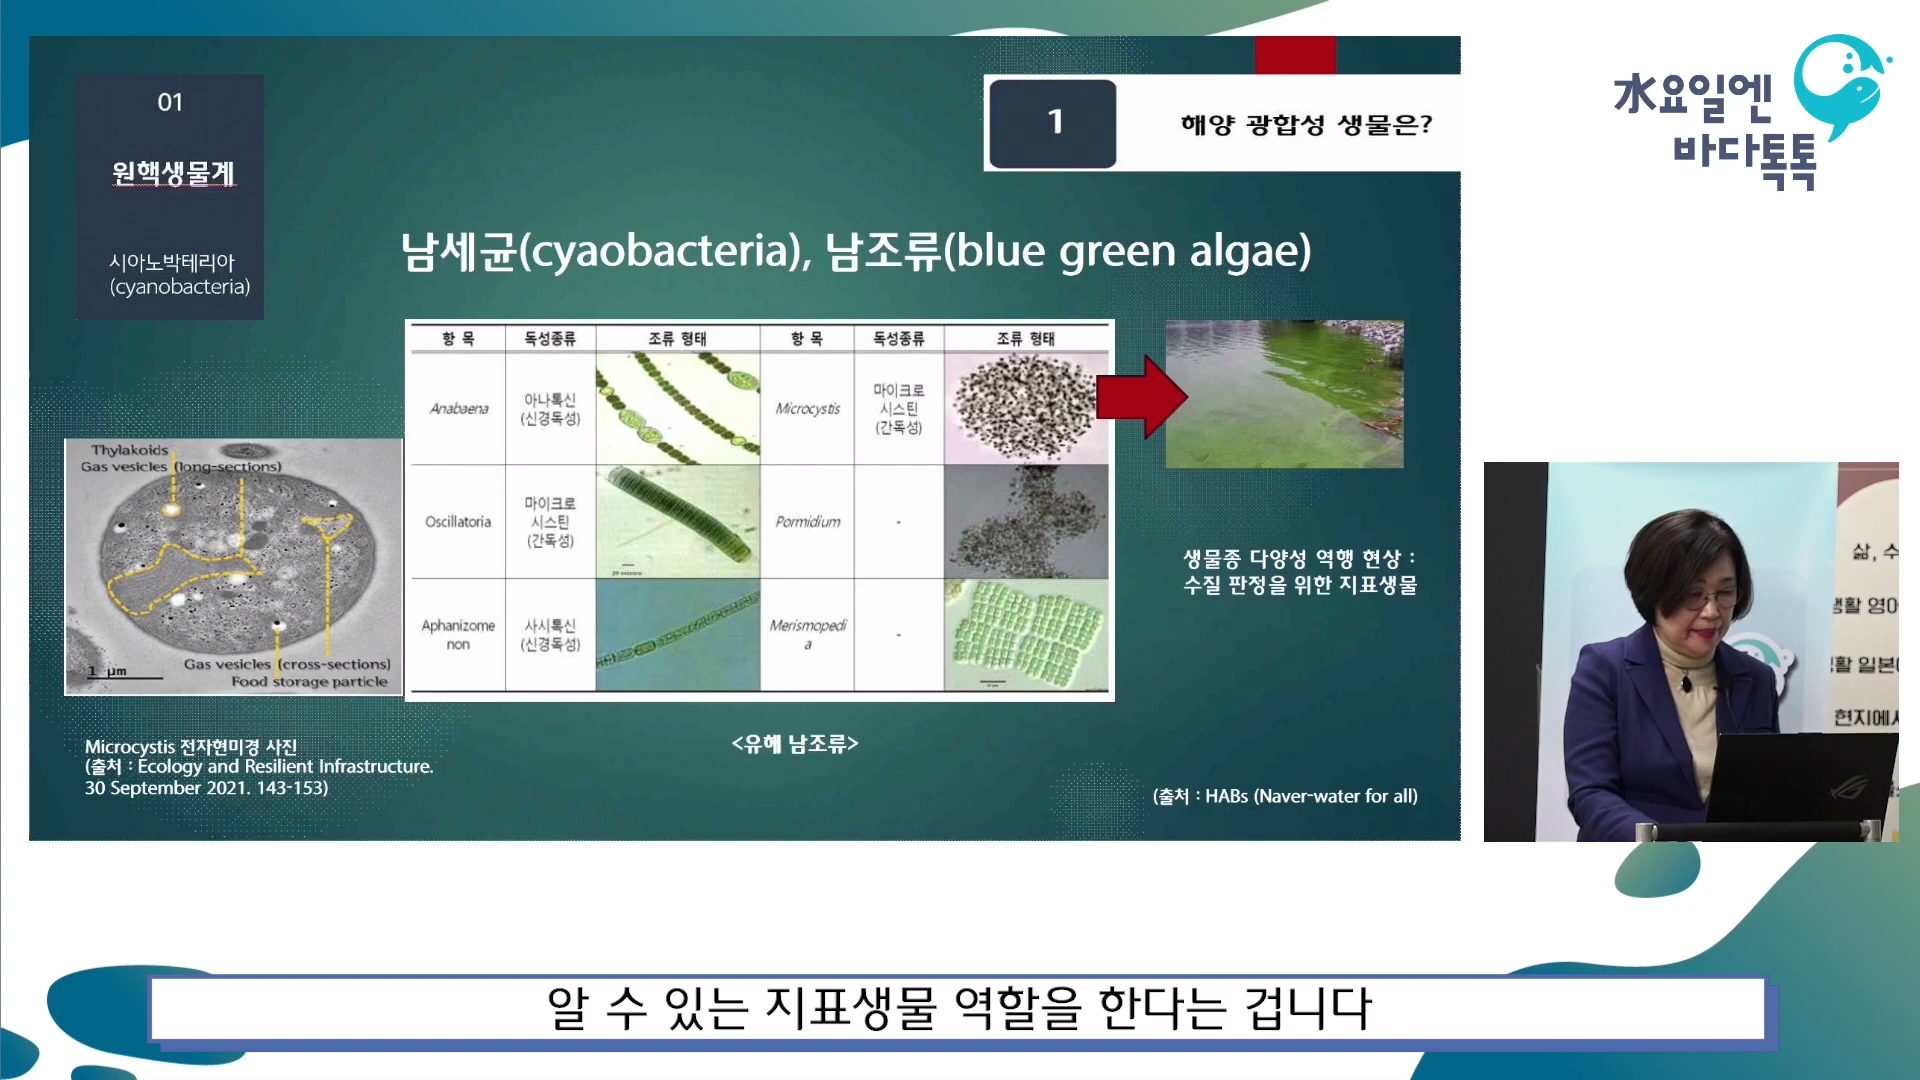 01
원핵생물계
시아노박테리아
(cyanobacteria)
1
해양 광합성 생물은?
水요일엔
바다톡톡
남세균(cyaobacteria), 남조류(blue green algae)
항 목 독성종류 조류 형태 항 목 독성종류 조류 형태
Anabaena
아나톡신
(신경독성)
Microcystis
마이크로
시스틴
(간독성)
Oscillatoria
마이크로
시스틴
(간독성)
Pormidium
-
Aphanizome
non
사시톡신
(신경독성)
Merismopedi
a
-
Thylakoids
Gas vesicles (long-sections)
Gas vesicles (cross-sections)
Food storage particle
1 μm
Microcystis 전자현미경 사진
(출처 : Ecology and Resilient Infrastructure.
30 September 2021. 143-153)
<유해 남조류>
생물종 다양성 역행 현상 :
수질 판정을 위한 지표생물
(출처 : HABs (Naver-water for all)
삶, 수
생활 영어
활 일본
현지에서
알 수 있는 지표생물 역할을 한다는 겁니다